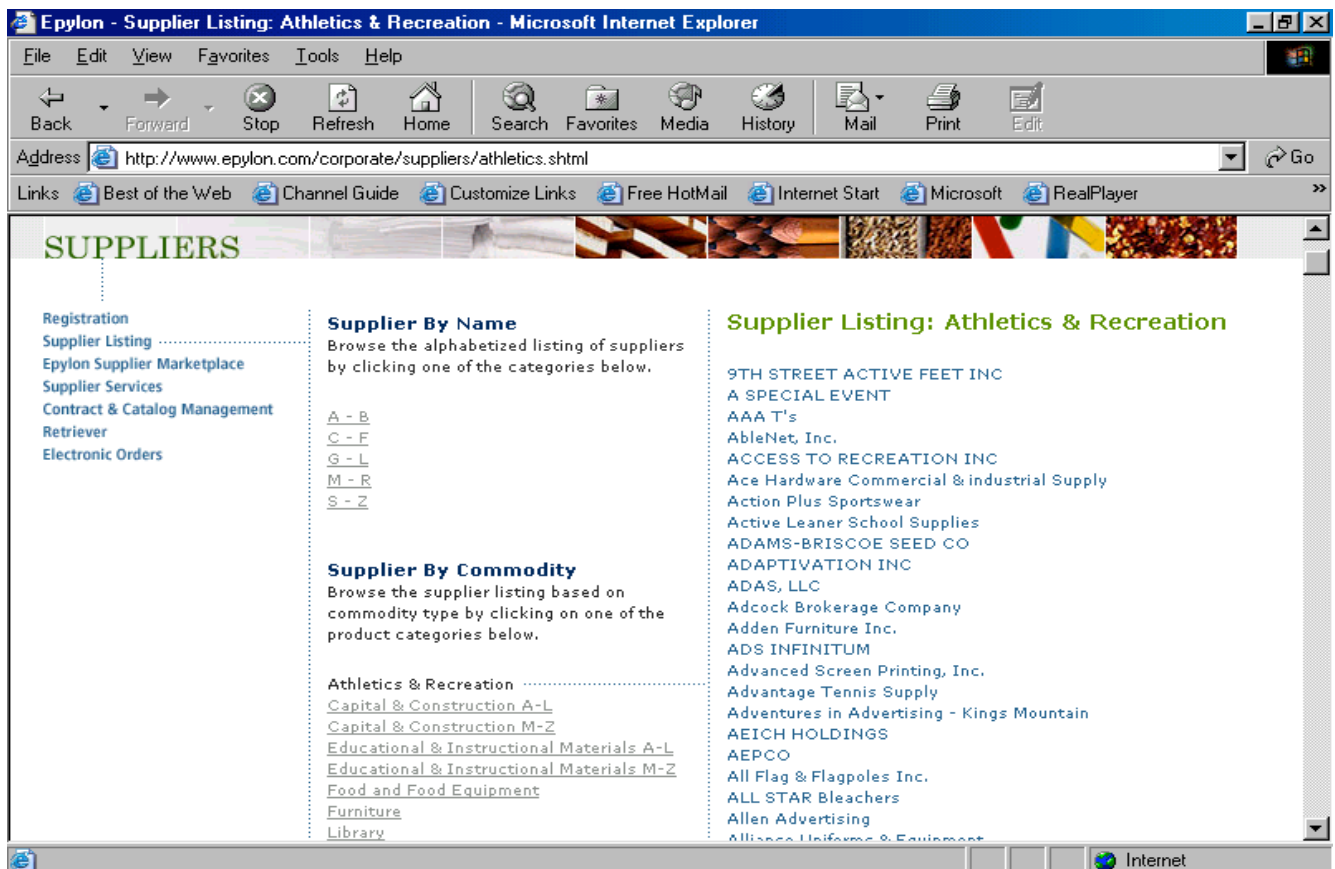 Epylon - Supplier Listing: Athletics & Recreation - Microsoft Internet Explorer
File Edit View Favorites Tools Help
Back Forward Stop Refresh Home Search Favorites Media History Mail Print Edit
Address http://www.epylon.com/corporate/suppliers/athletics.shtml Go
Links Best of the Web Channel Guide Customize Links Free HotMail Internet Start Microsoft RealPlayer »
SUPPLIERS
Registration
Supplier Listing
Epylon Supplier Marketplace
Supplier Services
Contract & Catalog Management
Retriever
Electronic Orders
Supplier By Name
Browse the alphabetized listing of suppliers
by clicking one of the categories below.
A - B
C - F
G - L
M - R
S - Z
Supplier By Commodity
Browse the supplier listing based on
commodity type by clicking on one of the
product categories below.
Athletics & Recreation
Capital & Construction A-L
Capital & Construction M-Z
Educational & Instructional Materials A-L
Educational & Instructional Materials M-Z
Food and Food Equipment
Furniture
Library
Supplier Listing: Athletics & Recreation
9TH STREET ACTIVE FEET INC
A SPECIAL EVENT
AAA T's
AbleNet, Inc.
ACCESS TO RECREATION INC
Ace Hardware Commercial & industrial Supply
Action Plus Sportswear
Active Leaner School Supplies
ADAMS-BRISCOE SEED CO
ADAPTIVATION INC
ADAS, LLC
Adcock Brokerage Company
Adden Furniture Inc.
ADS INFINITUM
Advanced Screen Printing, Inc.
Advantage Tennis Supply
Adventures in Advertising - Kings Mountain
AEICH HOLDINGS
AEPCO
All Flag & Flagpoles Inc.
ALL STAR Bleachers
Allen Advertising
Alliance Uniforms & Equipment
Internet